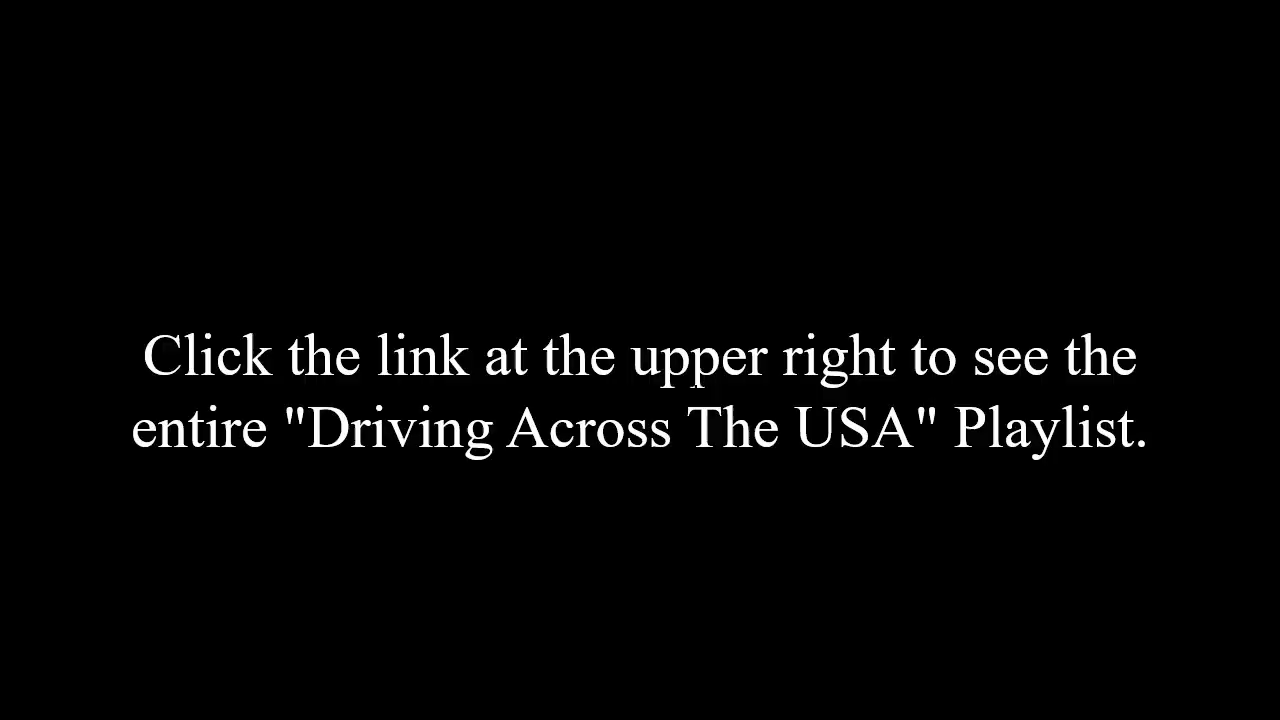 Click the link at the upper right to see the
entire "Driving Across The USA" Playlist.